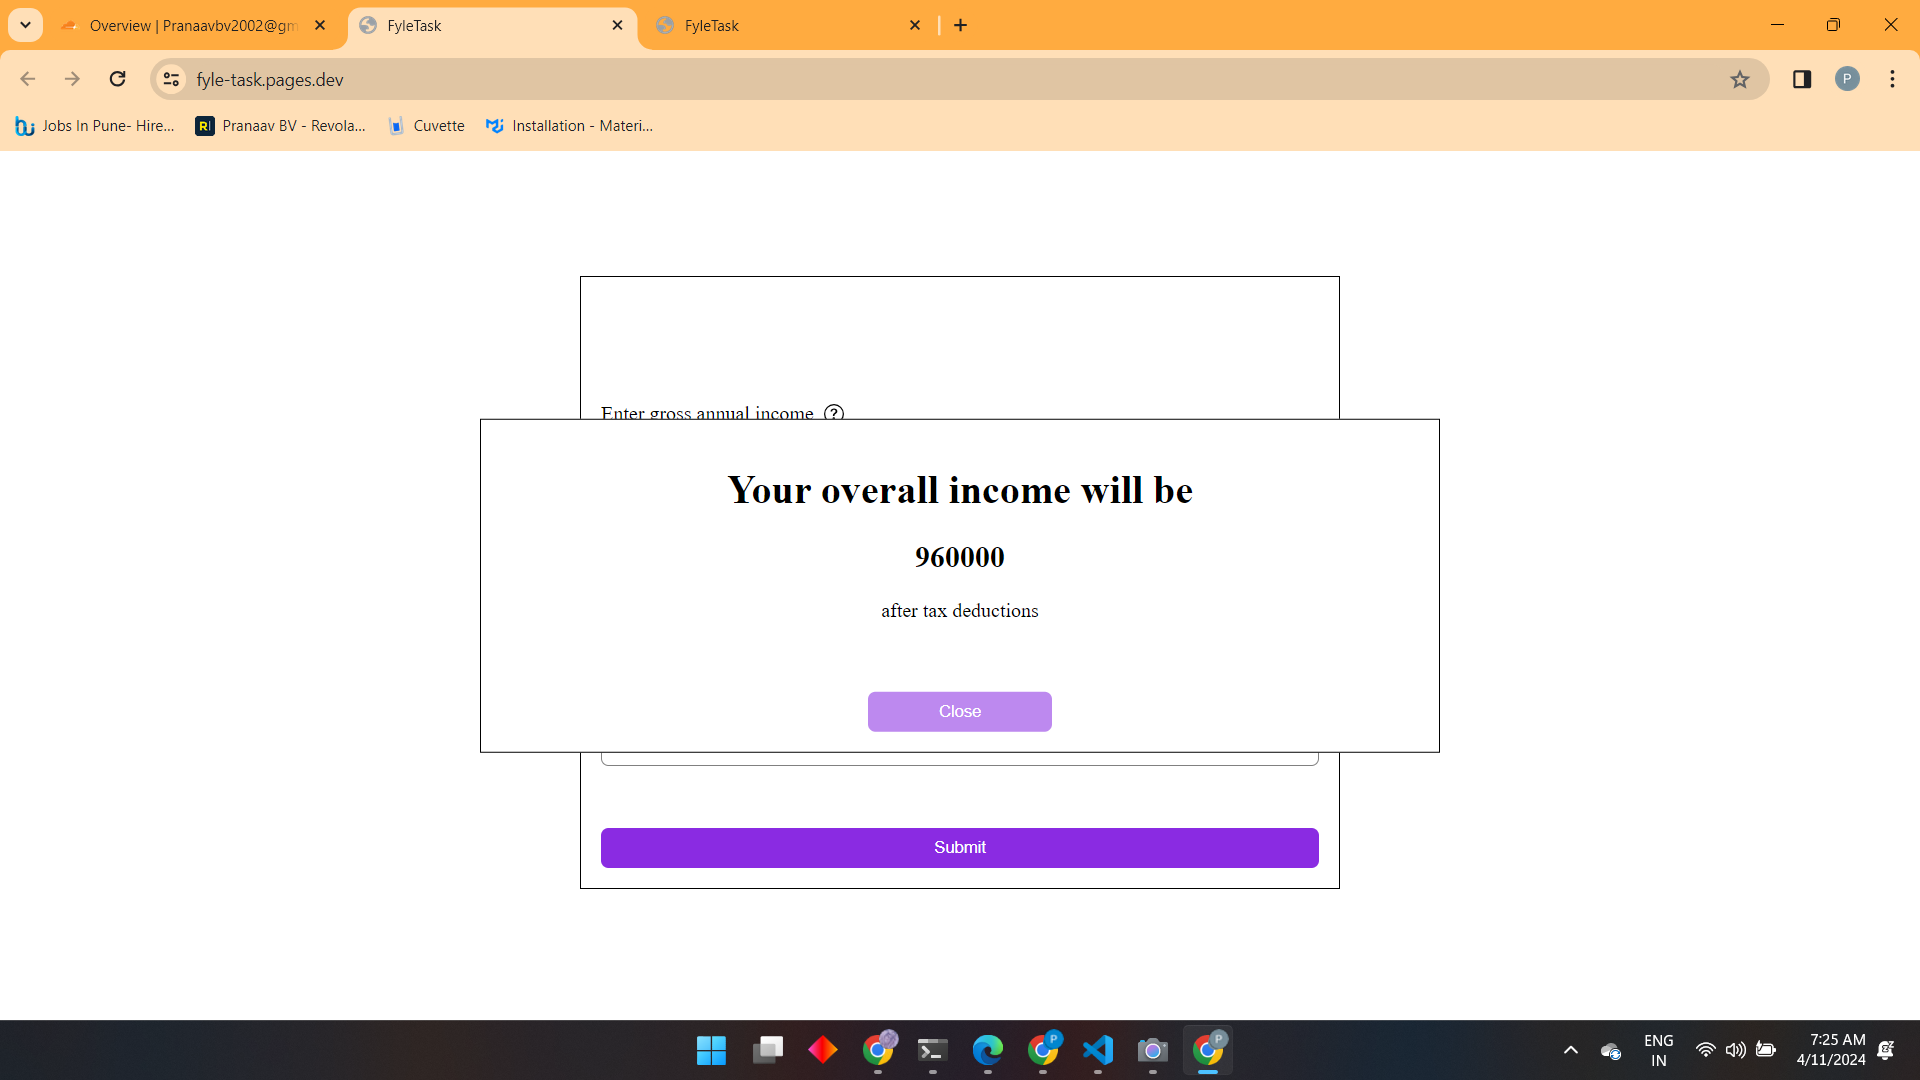 Overview | Pranaavbv2002@gm
FyleTask
FyleTask
fyle-task.pages.dev
P
Jobs In Pune- Hire...
RI
Pranaav BV - Revola...
Cuvette
Installation - Materi...
Enter gross annual income ?
Your overall income will be
960000
after tax deductions
Close
Submit
P
P
ENG
IN
7:25 AM
4/11/2024